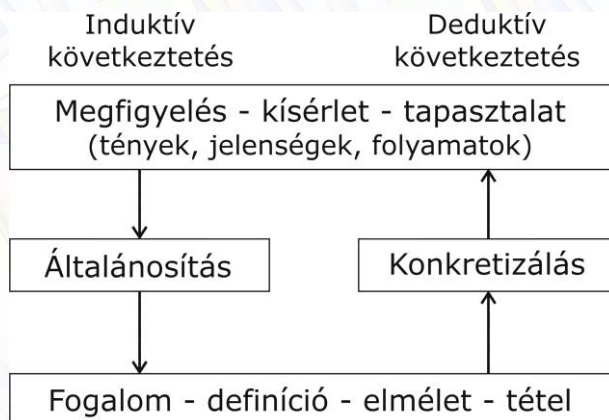 Induktív
következtetés
Deduktív
következtetés
Megfigyelés - kísérlet - tapasztalat
(tények, jelenségek, folyamatok)
Általánosítás
Konkretizálás
Fogalom - definíció - elmélet - tétel